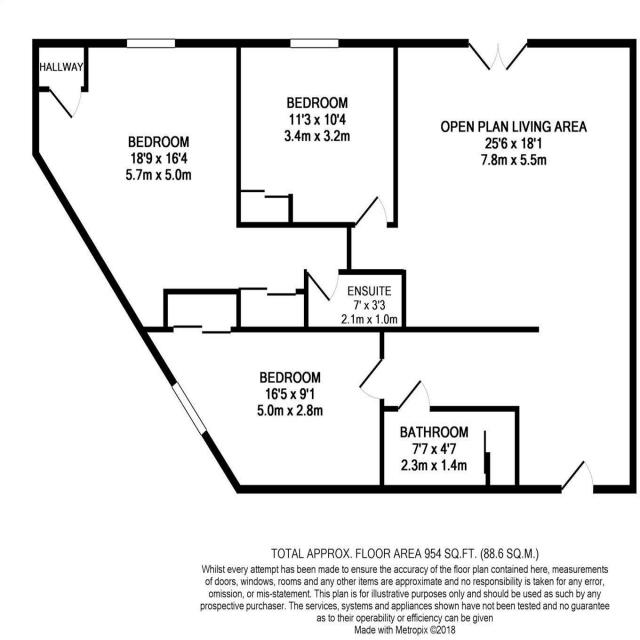 HALLWAY
BEDROOM
18'9 x 16'4
5.7m x 5.0m
BEDROOM
11'3 x 10'4
3.4m x 3.2m
OPEN PLAN LIVING AREA
25'6 x 18'1
7.8m x 5.5m
ENSUITE
7' x 3'3
2.1m x 1.0m
BEDROOM
16'5 x 9'1
5.0m x 2.8m
BATHROOM
7'7 x 4'7
2.3m x 1.4m
TOTAL APPROX. FLOOR AREA 954 SQ.FT. (88.6 SQ.M.)
Whilst every attempt has been made to ensure the accuracy of the floor plan contained here, measurements
of doors, windows, rooms and any other items are approximate and no responsibility is taken for any error,
omission, or mis-statement. This plan is for illustrative purposes only and should be used as such by any
prospective purchaser. The services, systems and appliances shown have not been tested and no guarantee
as to their operability or efficiency can be given
Made with Metropix ©2018